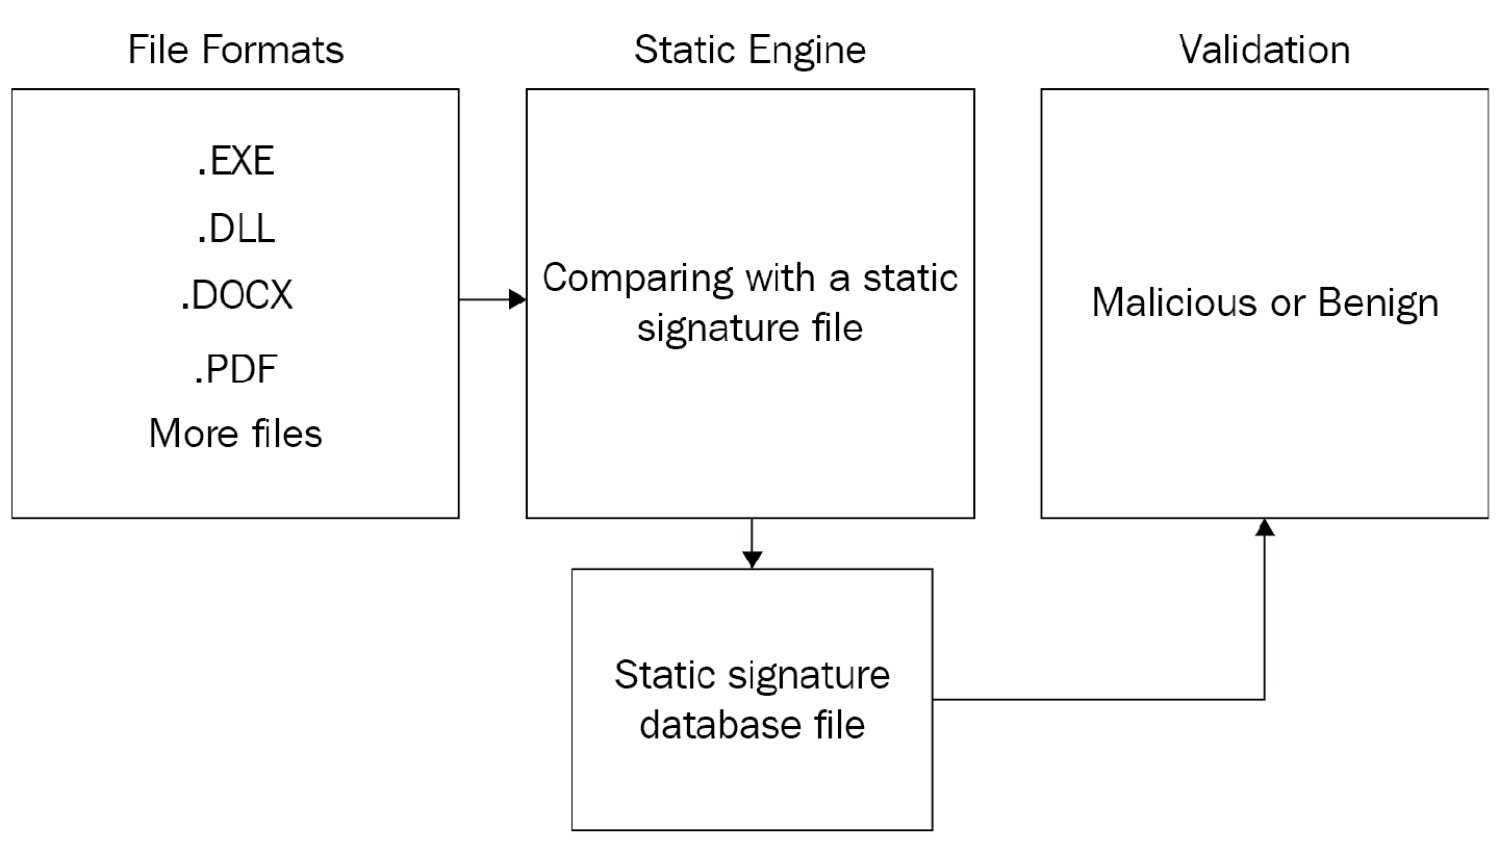 File Formats
.EXE
.DLL
.DOCX
.PDF
More files
Static Engine
Comparing with a static
signature file
Static signature
database file
Validation
Malicious or Benign